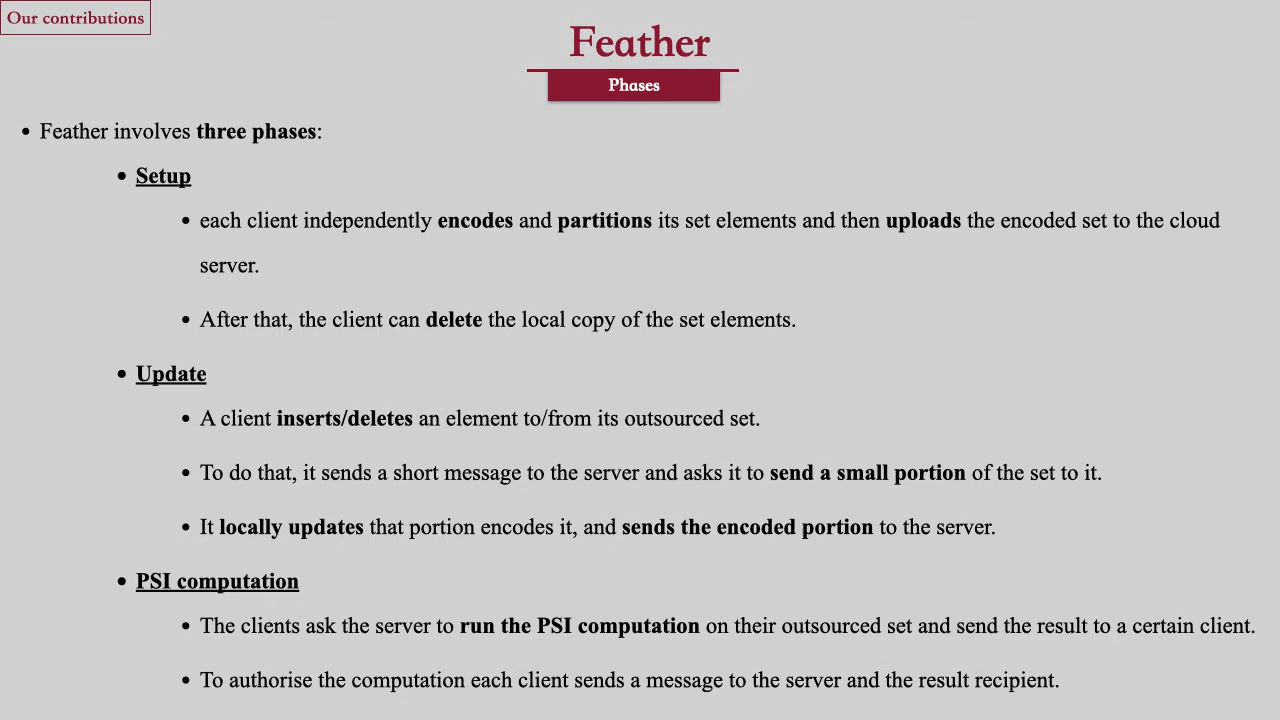 Our contributions
Feather
Phases
• Feather involves three phases:
• Setup
• each client independently encodes and partitions its set elements and then uploads the encoded set to the cloud
server.
• After that, the client can delete the local copy of the set elements.
• Update
• A client inserts/deletes an element to/from its outsourced set.
• To do that, it sends a short message to the server and asks it to send a small portion of the set to it.
• It locally updates that portion encodes it, and sends the encoded portion to the server.
• PSI computation
• The clients ask the server to run the PSI computation on their outsourced set and send the result to a certain client.
• To authorise the computation each client sends a message to the server and the result recipient.